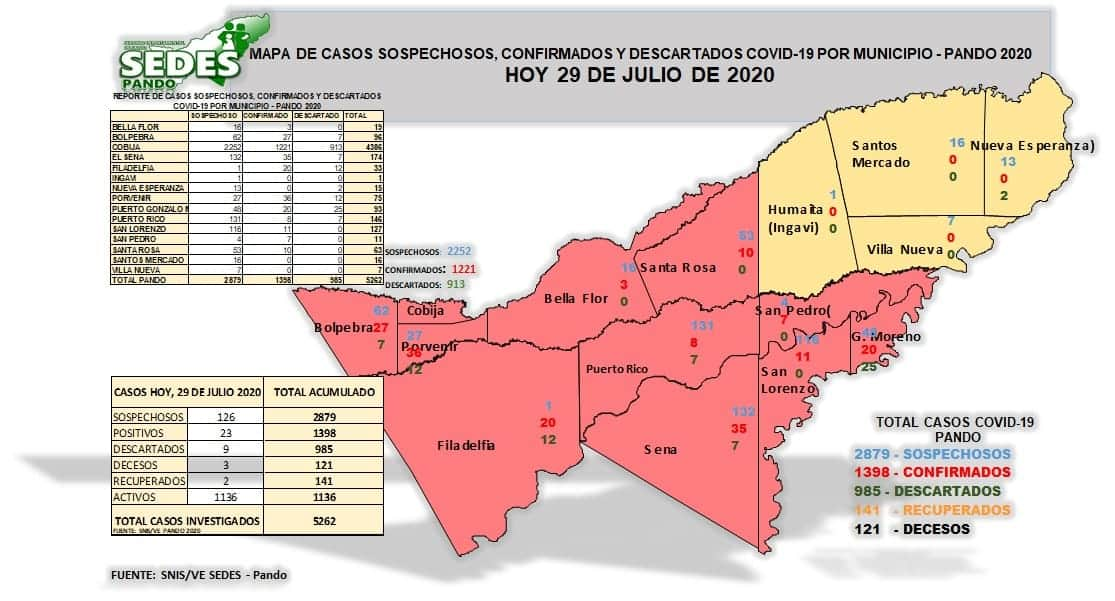 SEDES
PANDO
MAPA DE CASOS SOSPECHOSOS, CONFIRMADOS Y DESCARTADOS COVID-19 POR MUNICIPIO - PANDO 2020
HOY 29 DE JULIO DE 2020
REPORTE DE CASOS SOSPECHOSOS, CONFIRMADOS Y DESCARTADOS
COVID-19 POR MUNICIPIO - PANDO 2020
SOSPECHOSO CONFIRMADO DESCARTADO TOTAL
BELLA FLOR 16 3 0 19
BOLPEBRA 62 27 7 96
COBIJA 2252 1221 913 4386
EL SENA 132 35 7 174
FILADELFIA 1 20 12 33
INGAVI 1 0 0 1
NUEVA ESPERANZA 13 0 2 15
PORVENIR 27 36 12 75
PUERTO GONZALO M 48 20 25 93
PUERTO RICO 131 8 7 146
SAN LORENZO 116 11 0 127
SAN PEDRO 4 7 0 11
SANTA ROSA 53 10 0 63
SANTOS MERCADO 16 0 0 16
VILLA NUEVA 7 0 0 7
TOTAL PANDO 2879 1398 985 5262
SOSPECHOSOS: 2252
CONFIRMADOS: 1221
DESCARTADOS: 913
Santos
Mercado
16
0
0
Nueva Esperanza)
13
0
2
Humaita
(Ingavi)
1
0
0
Villa Nueva
7
0
0
Santa Rosa
53
10
0
Bella Flor
16
3
0
Cobija
Bolpebra
62
27
7
Porvenir
27
36
12
Puerto Rico
131
8
7
San Pedro(
4
7
0
San
Lorenzo
116
11
0
G. Moreno
48
20
25
Filadelfia
1
20
12
Sena
132
35
7
CASOS HOY, 29 DE JULIO 2020 TOTAL ACUMULADO
SOSPECHOSOS 126 2879
POSITIVOS 23 1398
DESCARTADOS 9 985
DECESOS 3 121
RECUPERADOS 2 141
ACTIVOS 1136 1136
TOTAL CASOS INVESTIGADOS 5262
FUENTE: SNIS/VE PANDO 2020
TOTAL CASOS COVID-19
PANDO
2879 - SOSPECHOSOS
1398 - CONFIRMADOS
985 - DESCARTADOS
141 - RECUPERADOS
121 - DECESOS
FUENTE: SNIS/VE SEDES - Pando